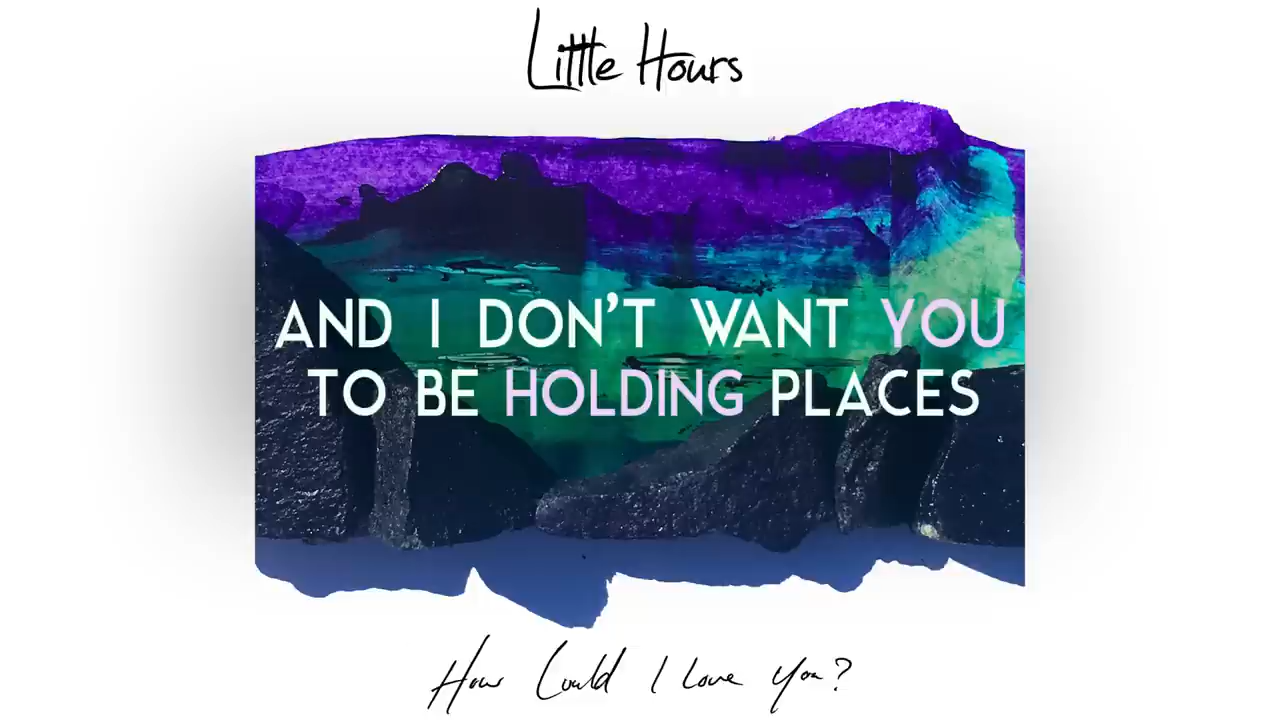 Little Hours
AND I DON'T WANT YOU
TO BE HOLDING PLACES
How Could I Love You?